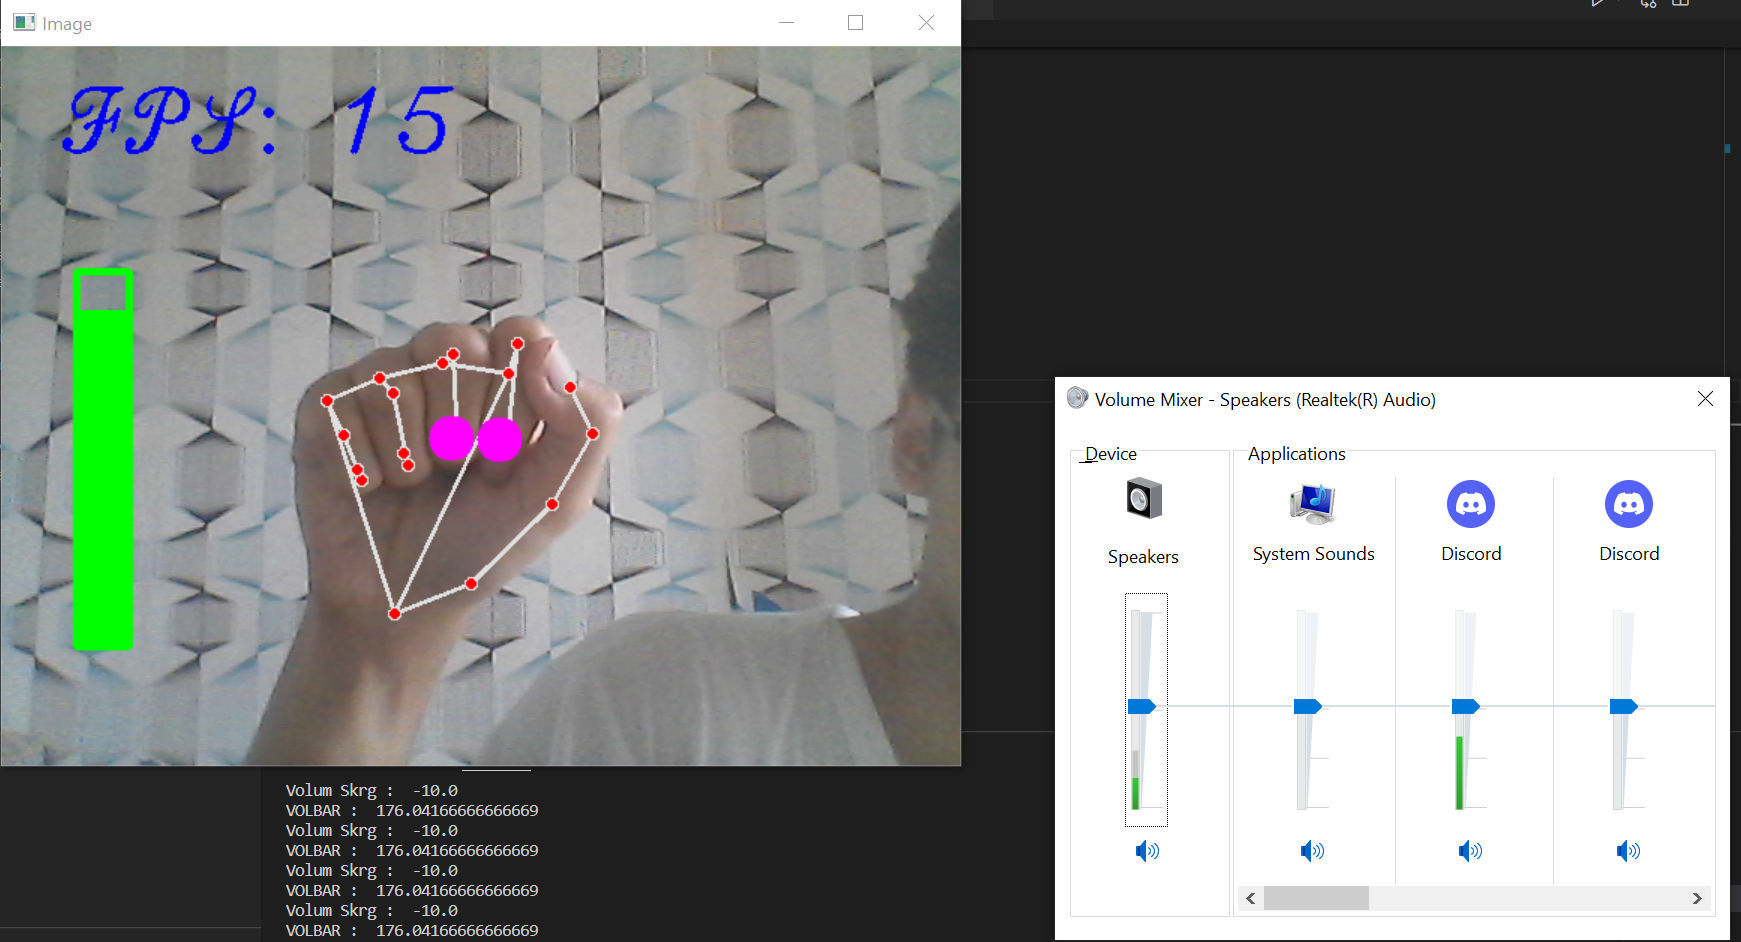 Image
FPS: 15
Volum Skrg :  -10.0
VOLBAR :  176.04166666666669
Volum Skrg :  -10.0
VOLBAR :  176.04166666666669
Volum Skrg :  -10.0
VOLBAR :  176.04166666666669
Volum Skrg :  -10.0
VOLBAR :  176.04166666666669
Volume Mixer - Speakers (Realtek(R) Audio)
Device
Applications
Speakers
System Sounds
Discord
Discord